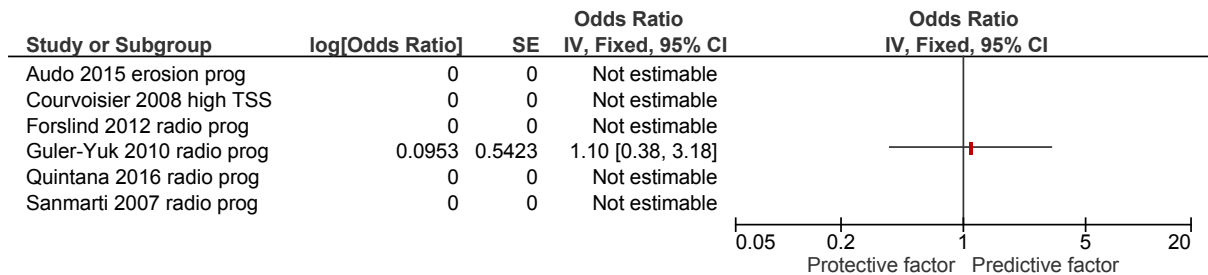 Odds Ratio Odds Ratio
Study or Subgroup log[Odds Ratio] SE IV, Fixed, 95% CI IV, Fixed, 95% CI
Audo 2015 erosion prog 0 0 Not estimable
Courvoisier 2008 high TSS 0 0 Not estimable
Forslind 2012 radio prog 0 0 Not estimable
Guler-Yuk 2010 radio prog 0.0953 0.5423 1.10 [0.38, 3.18]
Quintana 2016 radio prog 0 0 Not estimable
Sanmarti 2007 radio prog 0 0 Not estimable
0.05 0.2 1 5 20
Protective factor Predictive factor